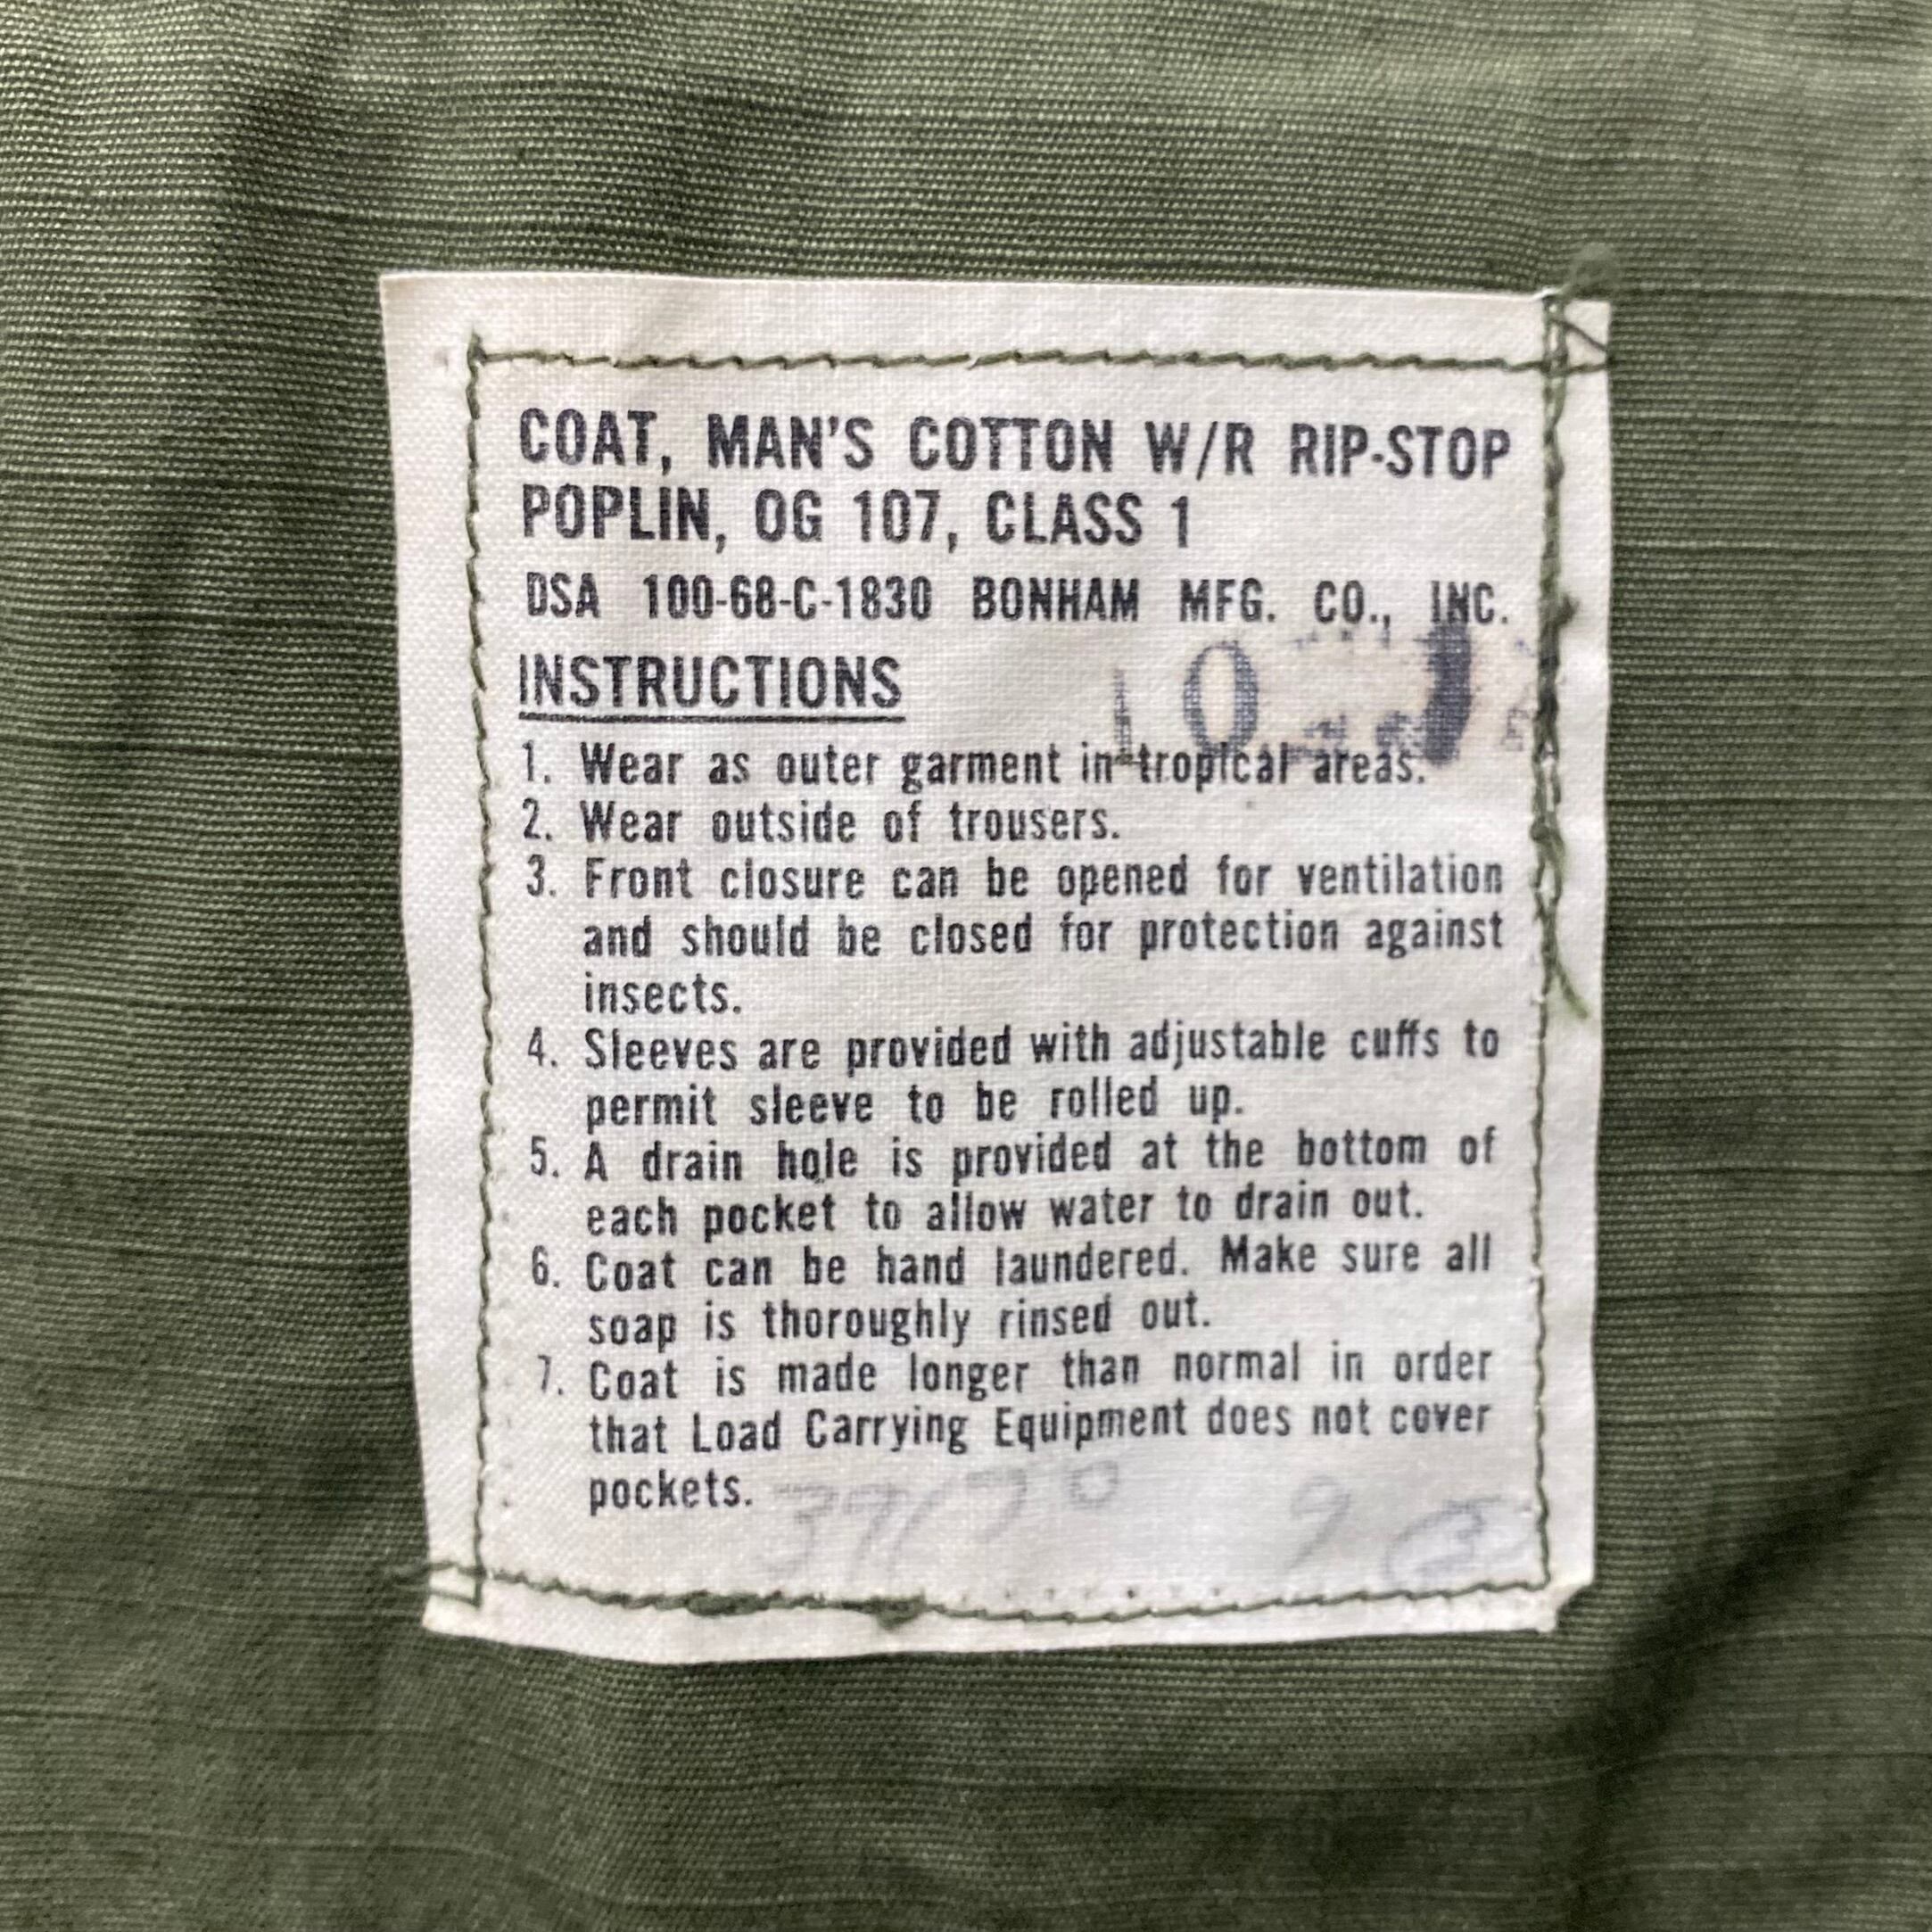 COAT, MAN'S COTTON W/R RIP-STOP
POPLIN, OG 107, CLASS 1
DSA 100-68-C-1830 BONHAM MFG. CO., INC.
INSTRUCTIONS
1. Wear as outer garment in tropical areas.
2. Wear outside of trousers.
3. Front closure can be opened for ventilation
and should be closed for protection against
insects.
4. Sleeves are provided with adjustable cuffs to
permit sleeve to be rolled up.
5. A drain hole is provided at the bottom of
each pocket to allow water to drain out.
6. Coat can be hand laundered. Make sure all
soap is thoroughly rinsed out.
7. Coat is made longer than normal in order
that Load Carrying Equipment does not cover
pockets.